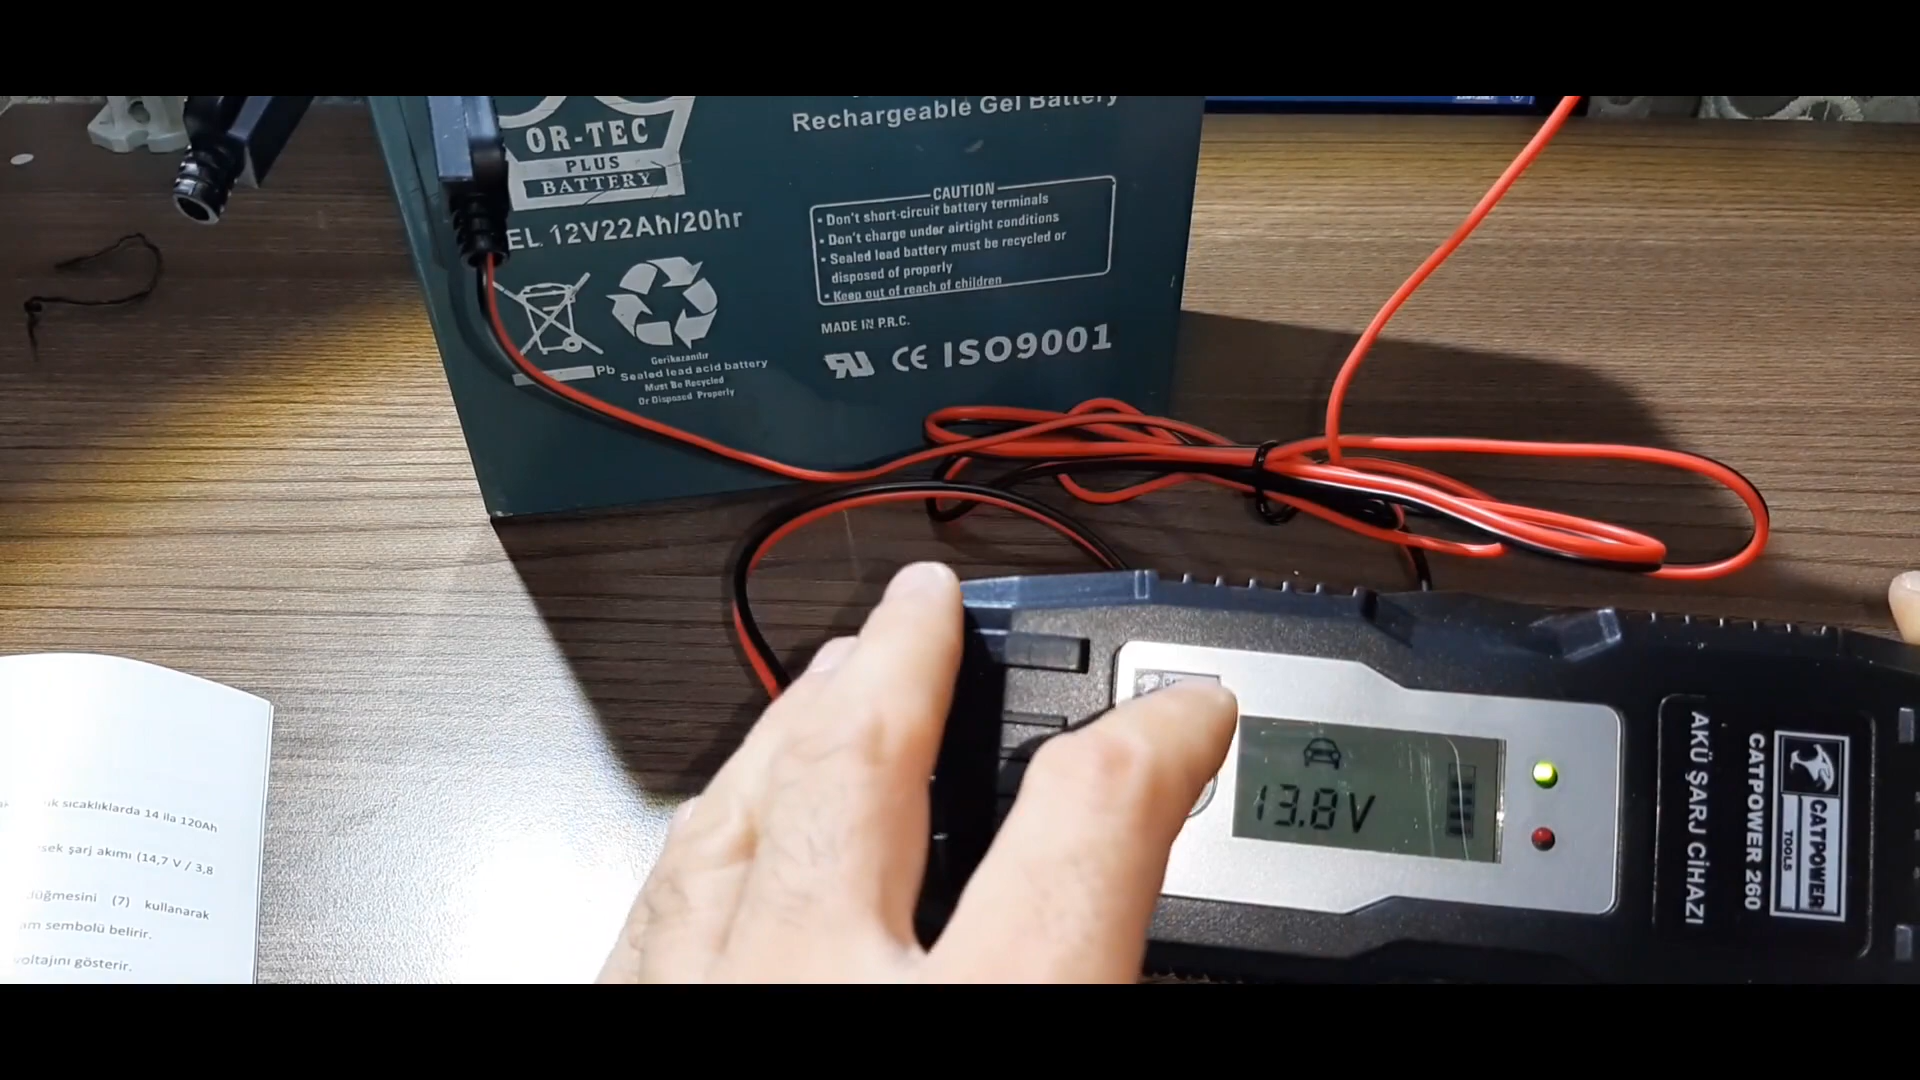 Rechargeable Gel Battery
OR-TEC
PLUS
BATTERY
EL. 12V22Ah/20hr
CAUTION
• Don't short-circuit battery terminals
• Don't charge under airtight conditions
• Sealed lead battery must be recycled or
disposed of properly
• Keep out of reach of children
MADE IN P.R.C.
CE ISO9001
Pb
Gerikazanılır
Sealed lead acid battery
Must Be Recycled
Or Disposed Properly
13.8 V
CATPOWER
TOOLS
CATPOWER 260
AKÜ ŞARJ CİHAZI
sıcaklıklarda 14 ila 120Ah
sek şarj akımı (14,7 V / 3,8
düğmesini (7) kullanarak
am sembolü belirir.
voltajını gösterir.